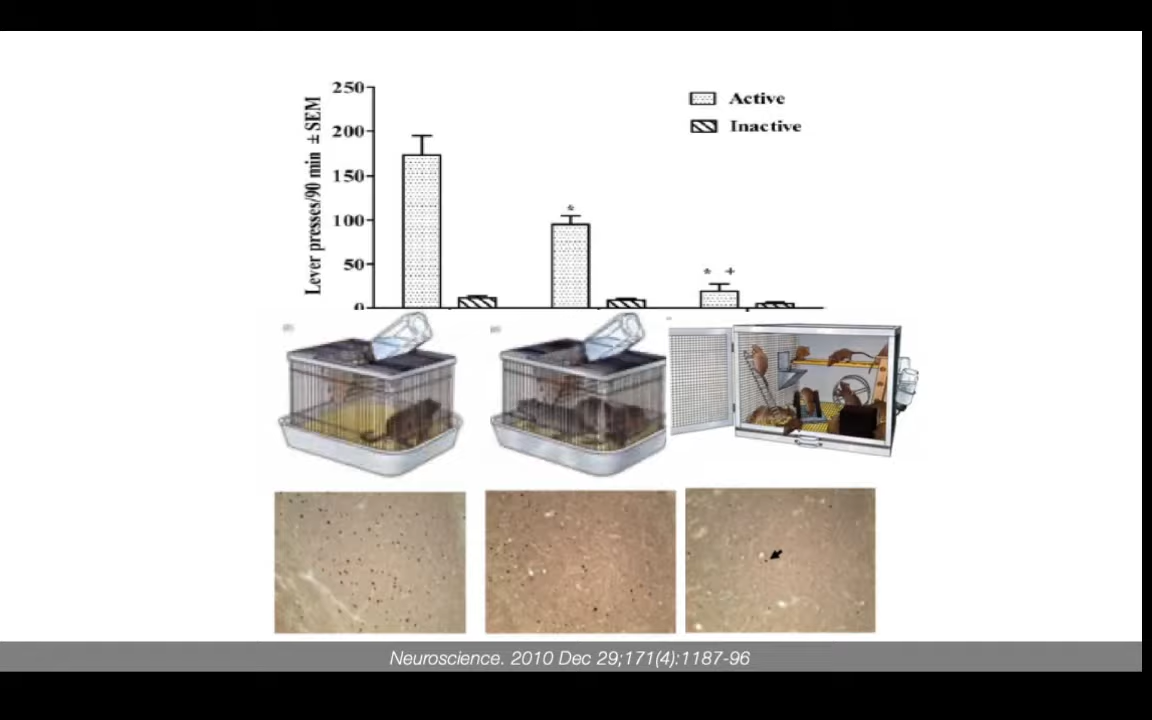 250
200
150
100
50
0
Lever presses/90 min ± SEM
Active
Inactive
*
* +
Neuroscience. 2010 Dec 29;171(4):1187-96